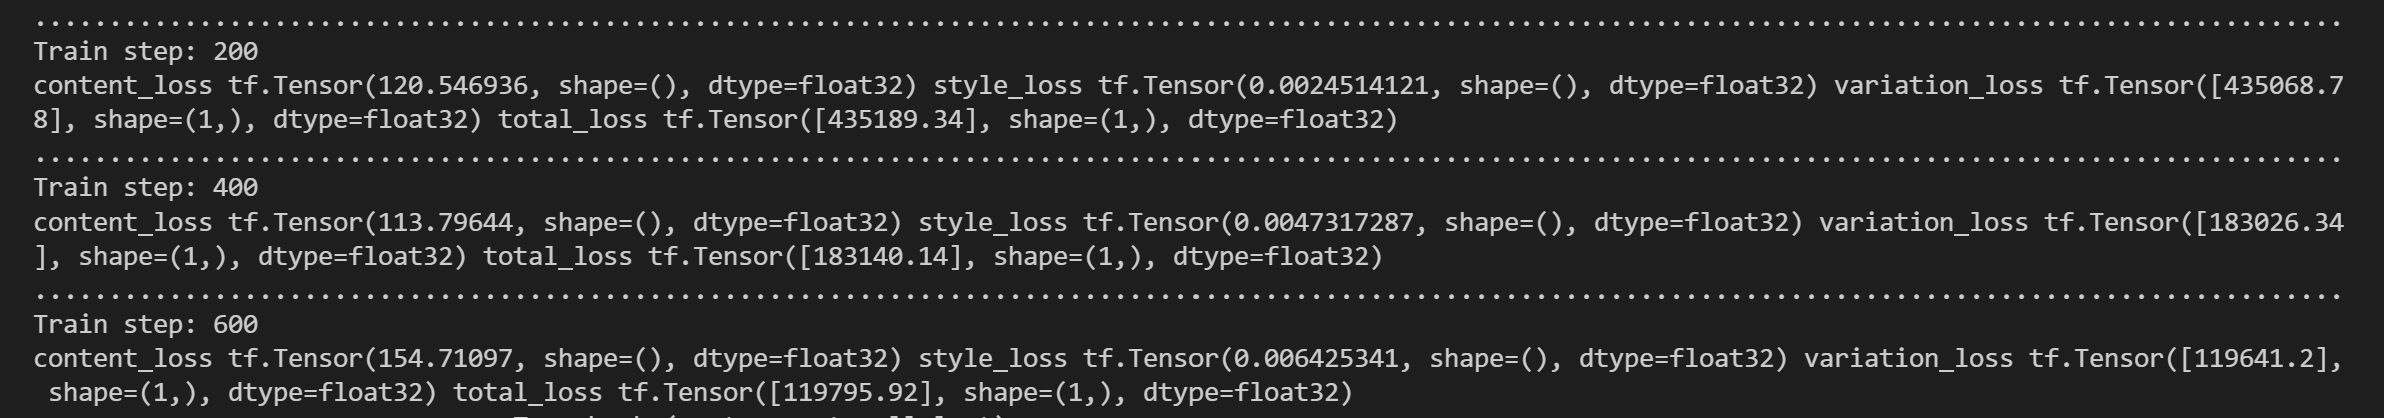 ..........................................................................................................................................................
Train step: 200
content_loss tf.Tensor(120.546936, shape=(), dtype=float32) style_loss tf.Tensor(0.0024514121, shape=(), dtype=float32) variation_loss tf.Tensor([435068.7
8], shape=(1,), dtype=float32) total_loss tf.Tensor([435189.34], shape=(1,), dtype=float32)
..........................................................................................................................................................
Train step: 400
content_loss tf.Tensor(113.79644, shape=(), dtype=float32) style_loss tf.Tensor(0.0047317287, shape=(), dtype=float32) variation_loss tf.Tensor([183026.34
], shape=(1,), dtype=float32) total_loss tf.Tensor([183140.14], shape=(1,), dtype=float32)
..........................................................................................................................................................
Train step: 600
content_loss tf.Tensor(154.71097, shape=(), dtype=float32) style_loss tf.Tensor(0.006425341, shape=(), dtype=float32) variation_loss tf.Tensor([119641.2],
 shape=(1,), dtype=float32) total_loss tf.Tensor([119795.92], shape=(1,), dtype=float32)